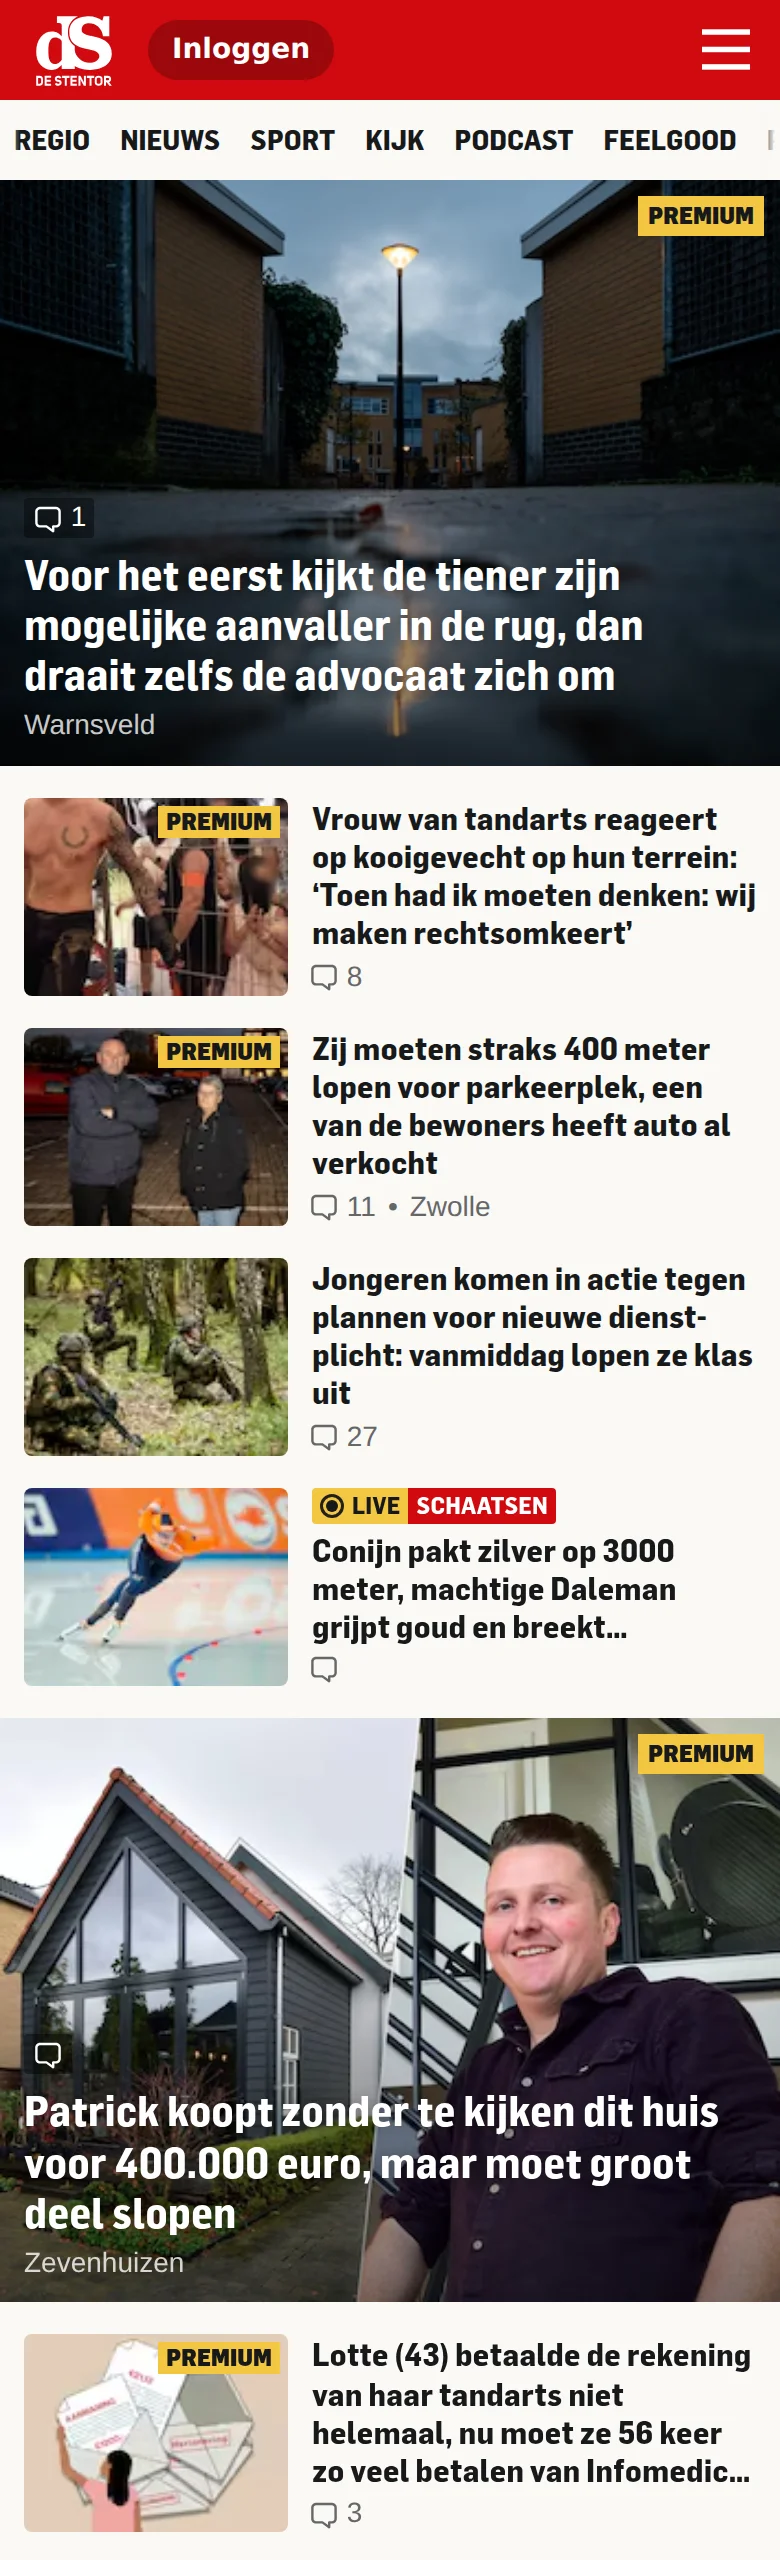 dS
DE STENTOR
Inloggen
REGIO NIEUWS SPORT KIJK PODCAST FEELGOOD
PREMIUM
1
Voor het eerst kijkt de tiener zijn
mogelijke aanvaller in de rug, dan
draait zelfs de advocaat zich om
Warnsveld
PREMIUM
Vrouw van tandarts reageert
op kooigevecht op hun terrein:
‘Toen had ik moeten denken: wij
maken rechtsomkeert’
8
PREMIUM
Zij moeten straks 400 meter
lopen voor parkeerplek, een
van de bewoners heeft auto al
verkocht
11 • Zwolle
Jongeren komen in actie tegen
plannen voor nieuwe dienst-
plicht: vanmiddag lopen ze klas
uit
27
LIVE SCHAATSEN
Conijn pakt zilver op 3000
meter, machtige Daleman
grijpt goud en breekt...
PREMIUM
Patrick koopt zonder te kijken dit huis
voor 400.000 euro, maar moet groot
deel slopen
Zevenhuizen
PREMIUM
AANMANING
Herinnering
Lotte (43) betaalde de rekening
van haar tandarts niet
helemaal, nu moet ze 56 keer
zo veel betalen van Infomedic...
3